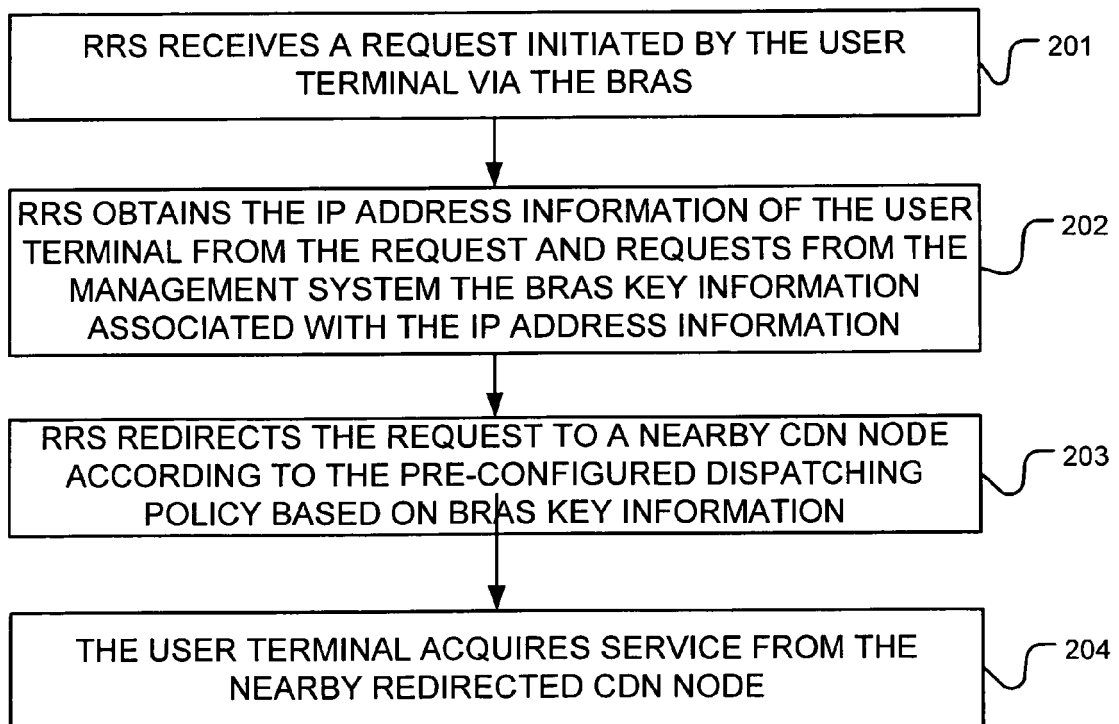 RRS RECEIVES A REQUEST INITIATED BY THE USER
TERMINAL VIA THE BRAS
201
RRS OBTAINS THE IP ADDRESS INFORMATION OF THE USER
TERMINAL FROM THE REQUEST AND REQUESTS FROM THE
MANAGEMENT SYSTEM THE BRAS KEY INFORMATION
ASSOCIATED WITH THE IP ADDRESS INFORMATION
202
RRS REDIRECTS THE REQUEST TO A NEARBY CDN NODE
ACCORDING TO THE PRE-CONFIGURED DISPATCHING
POLICY BASED ON BRAS KEY INFORMATION
203
THE USER TERMINAL ACQUIRES SERVICE FROM THE
NEARBY REDIRECTED CDN NODE
204